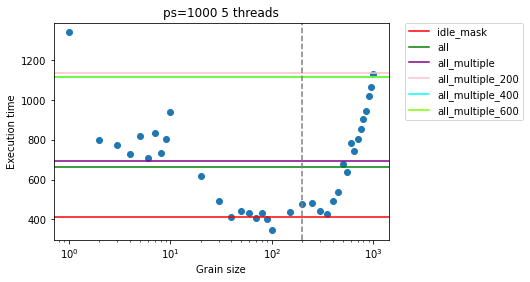 ps=1000 5 threads
idle_mask
all
all_multiple
all_multiple_200
all_multiple_400
all_multiple_600
Execution time
1200
1000
800
600
400
10⁰
10¹
10²
10³
Grain size